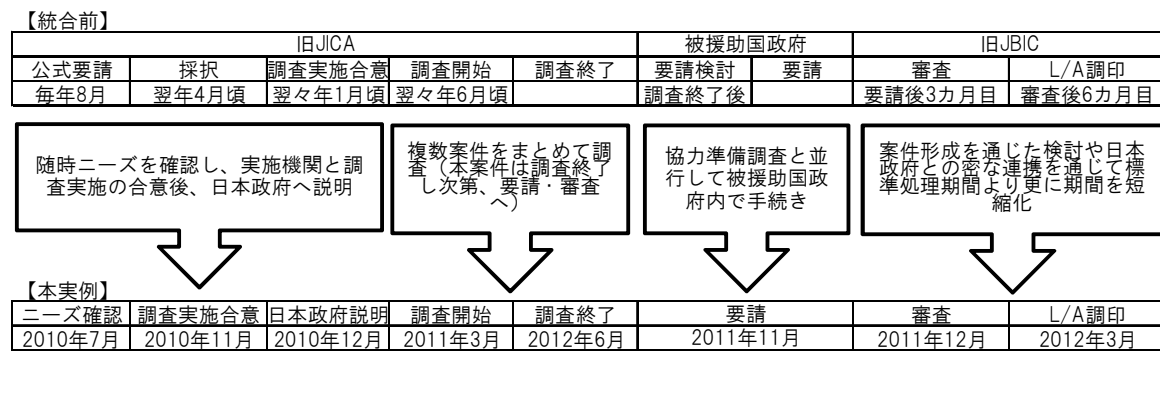 【統合前】
旧JICA 被援助国政府 旧JBIC
公式要請 採択 調査実施合意 調査開始 調査終了 要請検討 要請 審査 L/A調印
毎年8月 翌年4月頃 翌々年1月頃 翌々年6月頃 調査終了後 要請後3カ月目 審査後6カ月目
随時ニーズを確認し、実施機関と調
査実施の合意後、日本政府へ説明
複数案件をまとめて調
査（本案件は調査終了
し次第、要請・審査
へ）
協力準備調査と並
行して被援助国政
府内で手続き
案件形成を通じた検討や日本
政府との密な連携を通じて標
準処理期間より更に期間を短
縮化
【本実例】
ニーズ確認 調査実施合意 日本政府説明 調査開始 調査終了 要請 審査 L/A調印
2010年7月 2010年11月 2010年12月 2011年3月 2012年6月 2011年11月 2011年12月 2012年3月